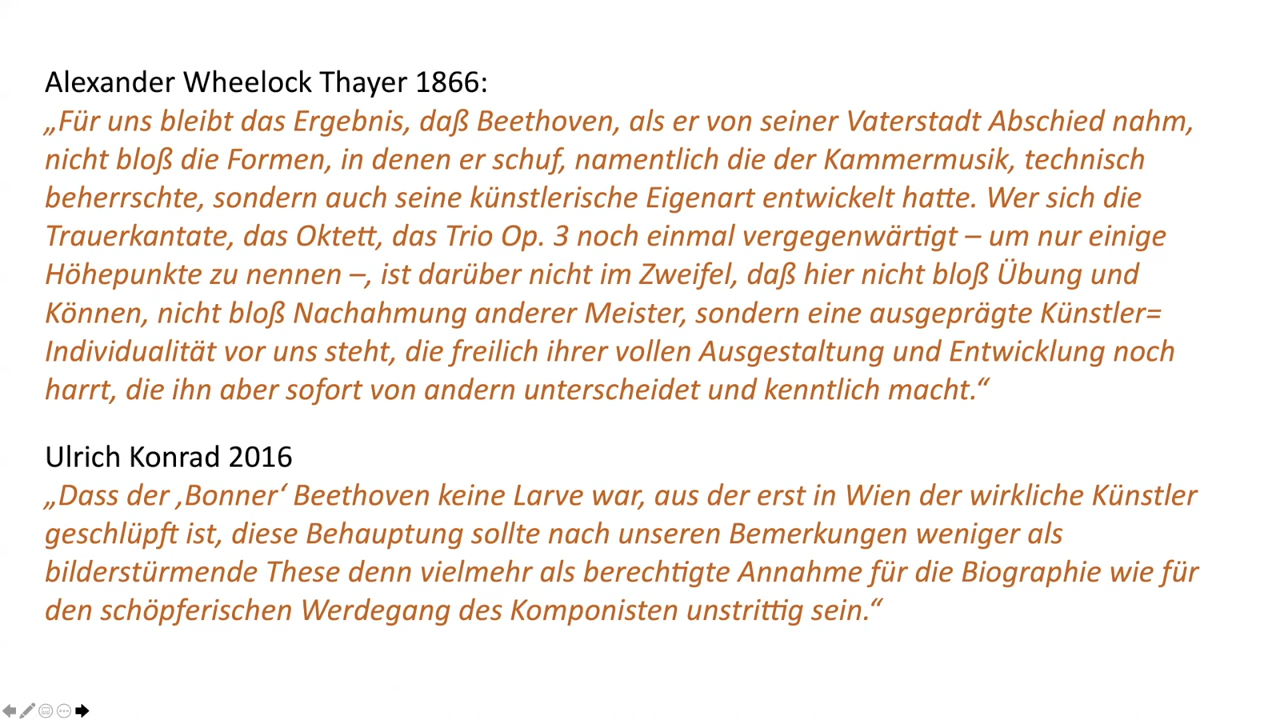 Alexander Wheelock Thayer 1866:
„Für uns bleibt das Ergebnis, daß Beethoven, als er von seiner Vaterstadt Abschied nahm,
nicht bloß die Formen, in denen er schuf, namentlich die der Kammermusik, technisch
beherrschte, sondern auch seine künstlerische Eigenart entwickelt hatte. Wer sich die
Trauerkantate, das Oktett, das Trio Op. 3 noch einmal vergegenwärtigt – um nur einige
Höhepunkte zu nennen –, ist darüber nicht im Zweifel, daß hier nicht bloß Übung und
Können, nicht bloß Nachahmung anderer Meister, sondern eine ausgeprägte Künstler=
Individualität vor uns steht, die freilich ihrer vollen Ausgestaltung und Entwicklung noch
harrt, die ihn aber sofort von andern unterscheidet und kenntlich macht.“
Ulrich Konrad 2016
„Dass der ‚Bonner‘ Beethoven keine Larve war, aus der erst in Wien der wirkliche Künstler
geschlüpft ist, diese Behauptung sollte nach unseren Bemerkungen weniger als
bilderstürmende These denn vielmehr als berechtigte Annahme für die Biographie wie für
den schöpferischen Werdegang des Komponisten unstrittig sein.“